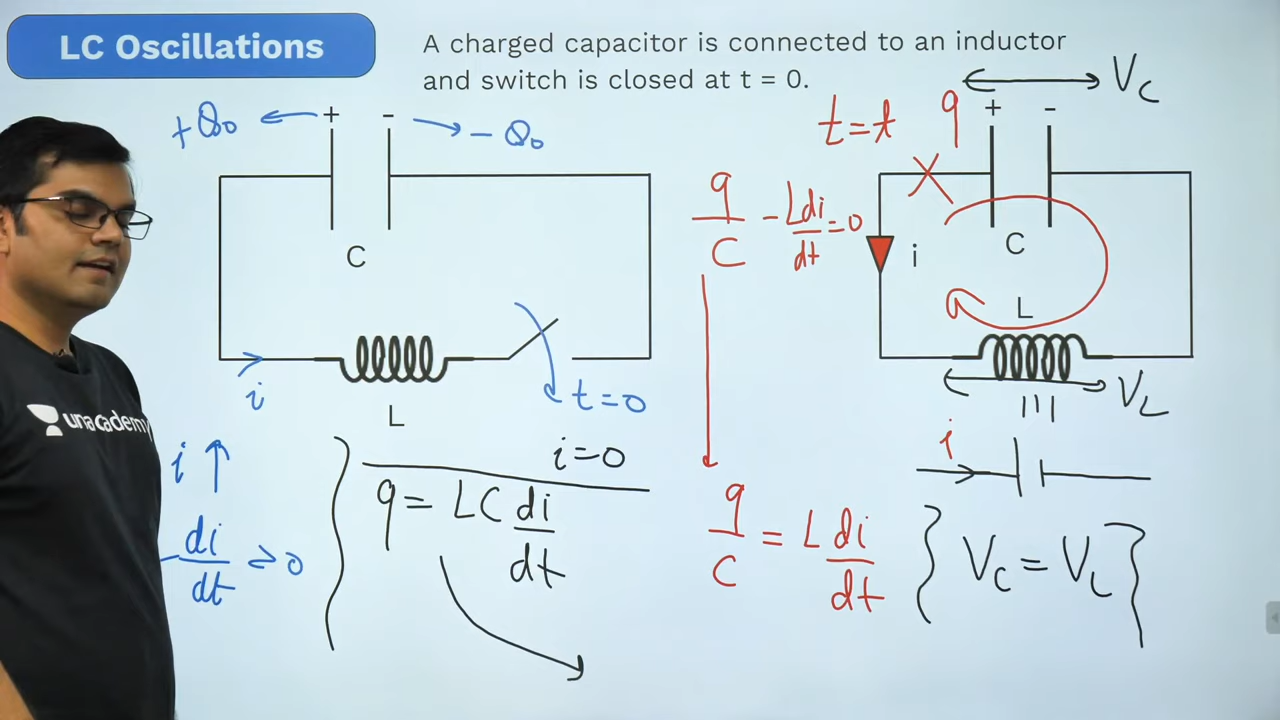 LC Oscillations
A charged capacitor is connected to an inductor
and switch is closed at t = 0.
+Q₀ + - -Q₀
C
i
L
t=0
i=0
i ↑
di/dt > 0
q = LC di/dt
t=t q + - V_C
q/C - L di/dt = 0
i
C
L
V_L
i
q/C = L di/dt
{ V_C = V_L }
unacademy